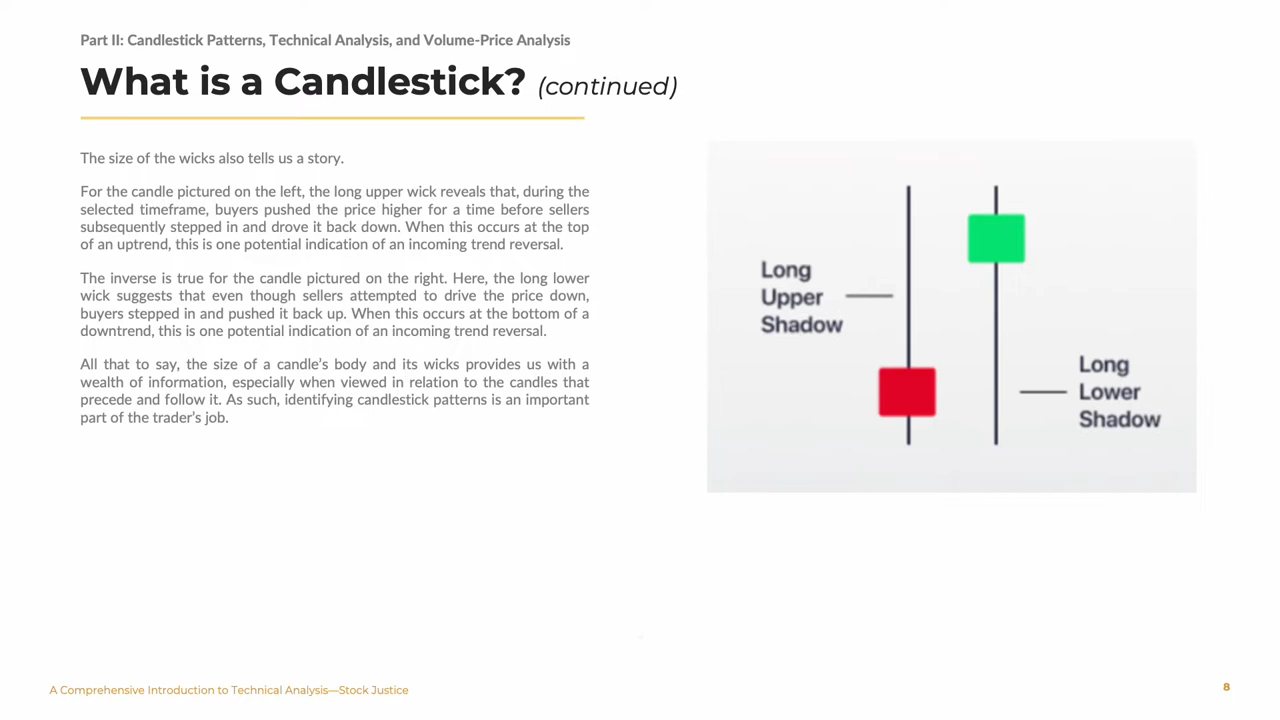 Part II: Candlestick Patterns, Technical Analysis, and Volume-Price Analysis
What is a Candlestick? (continued)
The size of the wicks also tells us a story.
For the candle pictured on the left, the long upper wick reveals that, during the
selected timeframe, buyers pushed the price higher for a time before sellers
subsequently stepped in and drove it back down. When this occurs at the top
of an uptrend, this is one potential indication of an incoming trend reversal.
The inverse is true for the candle pictured on the right. Here, the long lower
wick suggests that even though sellers attempted to drive the price down,
buyers stepped in and pushed it back up. When this occurs at the bottom of a
downtrend, this is one potential indication of an incoming trend reversal.
All that to say, the size of a candle’s body and its wicks provides us with a
wealth of information, especially when viewed in relation to the candles that
precede and follow it. As such, identifying candlestick patterns is an important
part of the trader’s job.
Long
Upper
Shadow
Long
Lower
Shadow
A Comprehensive Introduction to Technical Analysis—Stock Justice
8